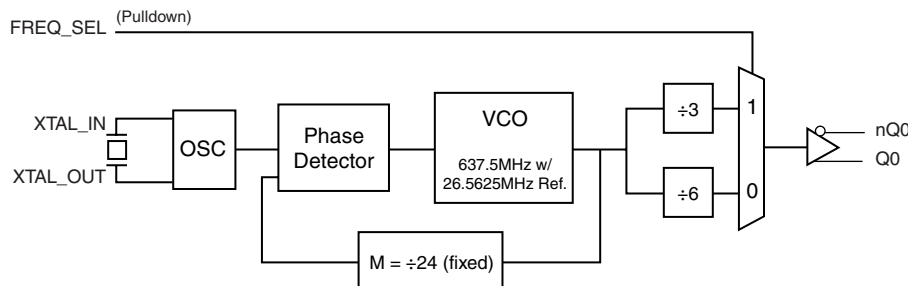 FREQ_SEL (Pulldown)
XTAL_IN
XTAL_OUT
OSC
Phase
Detector
VCO
637.5MHz w/
26.5625MHz Ref.
M = ÷24 (fixed)
÷3
÷6
1
0
nQ0
Q0